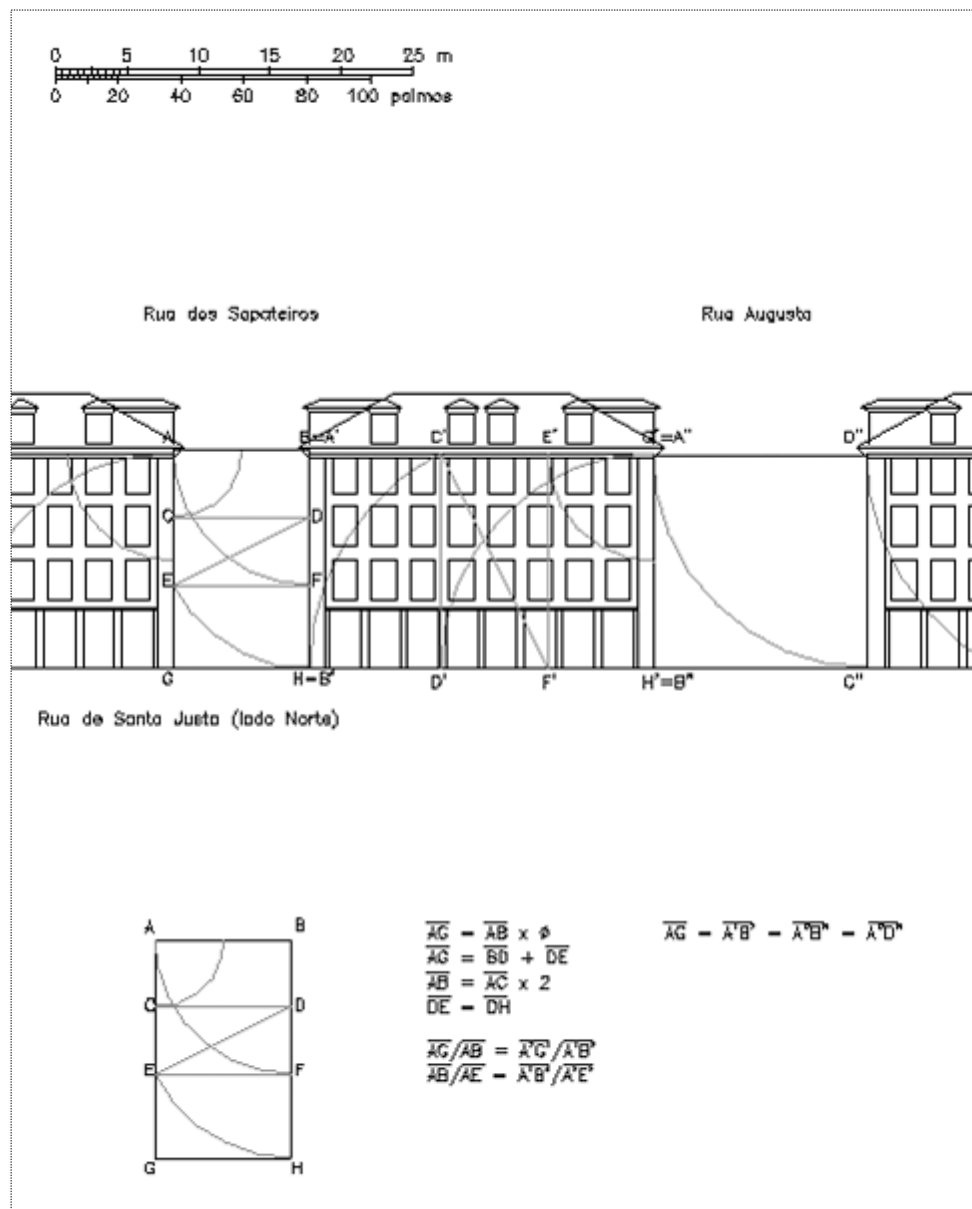 0 5 10 15 20 25 m
0 20 40 60 80 100 palmos
Rua dos Sapateiros
Rua Augusta
A B=A' C' E' G'=A" D"
C D
E F
G H=B' D' F' H'=B" C"
Rua de Santa Justa (lado Norte)
A B
C D
E F
G H
AG = AB x Ø
AG = BD + DE
AB = AC x 2
DE = DH
AG/AB = A'G'/A'B'
AB/AE = A'B'/A'E'
AG = A'B' = A"B" = A"D"